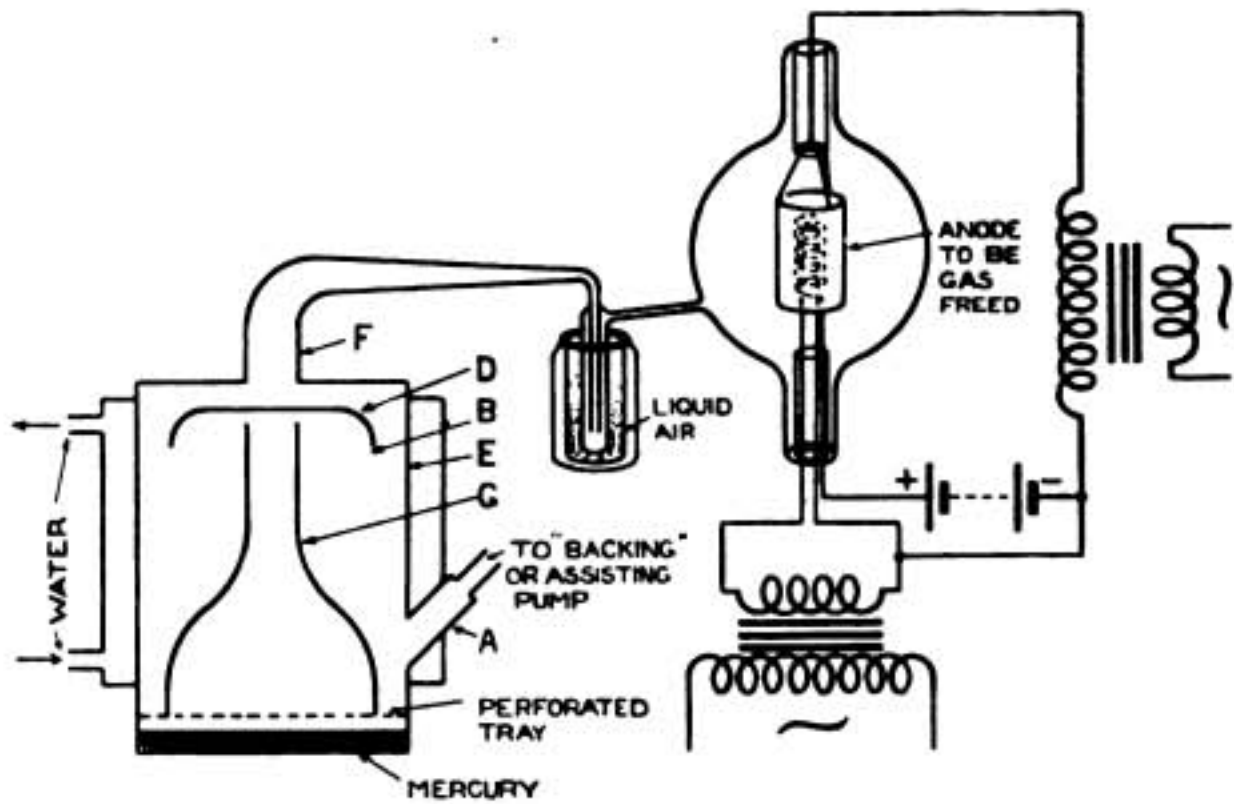 ANODE
TO BE
GAS
FREED
F
D
B
E
C
LIQUID
AIR
+
-
WATER
TO "BACKING"
OR ASSISTING
PUMP
A
PERFORATED
TRAY
MERCURY